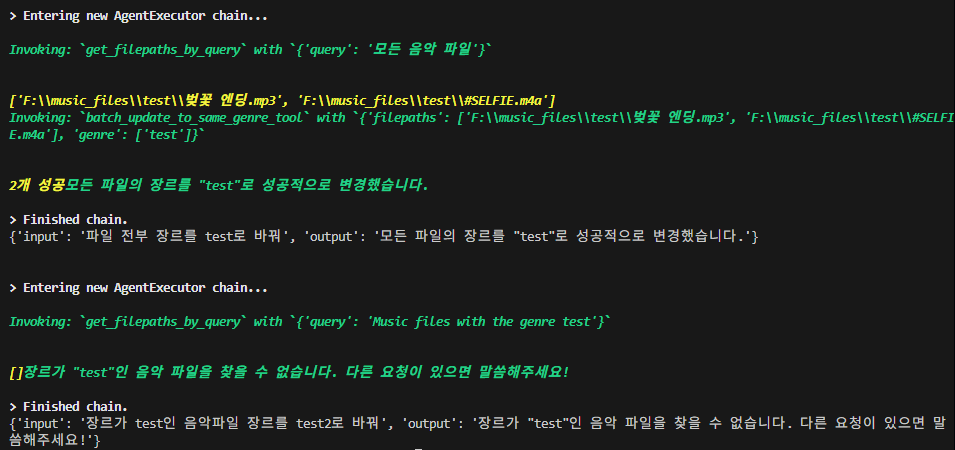 > Entering new AgentExecutor chain...
Invoking: `get_filepaths_by_query` with `{'query': '모든 음악 파일'}`
['F:\\music_files\\test\\벚꽃 엔딩.mp3', 'F:\\music_files\\test\\#SELFIE.m4a']
Invoking: `batch_update_to_same_genre_tool` with `{'filepaths': ['F:\\music_files\\test\\벚꽃 엔딩.mp3', 'F:\\music_files\\test\\#SELFI
E.m4a'], 'genre': ['test']}`
2개 성공모든 파일의 장르를 "test"로 성공적으로 변경했습니다.
> Finished chain.
{'input': '파일 전부 장르를 test로 바꿔', 'output': '모든 파일의 장르를 "test"로 성공적으로 변경했습니다.'}
> Entering new AgentExecutor chain...
Invoking: `get_filepaths_by_query` with `{'query': 'Music files with the genre test'}`
[]장르가 "test"인 음악 파일을 찾을 수 없습니다. 다른 요청이 있으면 말씀해주세요!
> Finished chain.
{'input': '장르가 test인 음악파일 장르를 test2로 바꿔', 'output': '장르가 "test"인 음악 파일을 찾을 수 없습니다. 다른 요청이 있으면 말
씀해주세요!'}